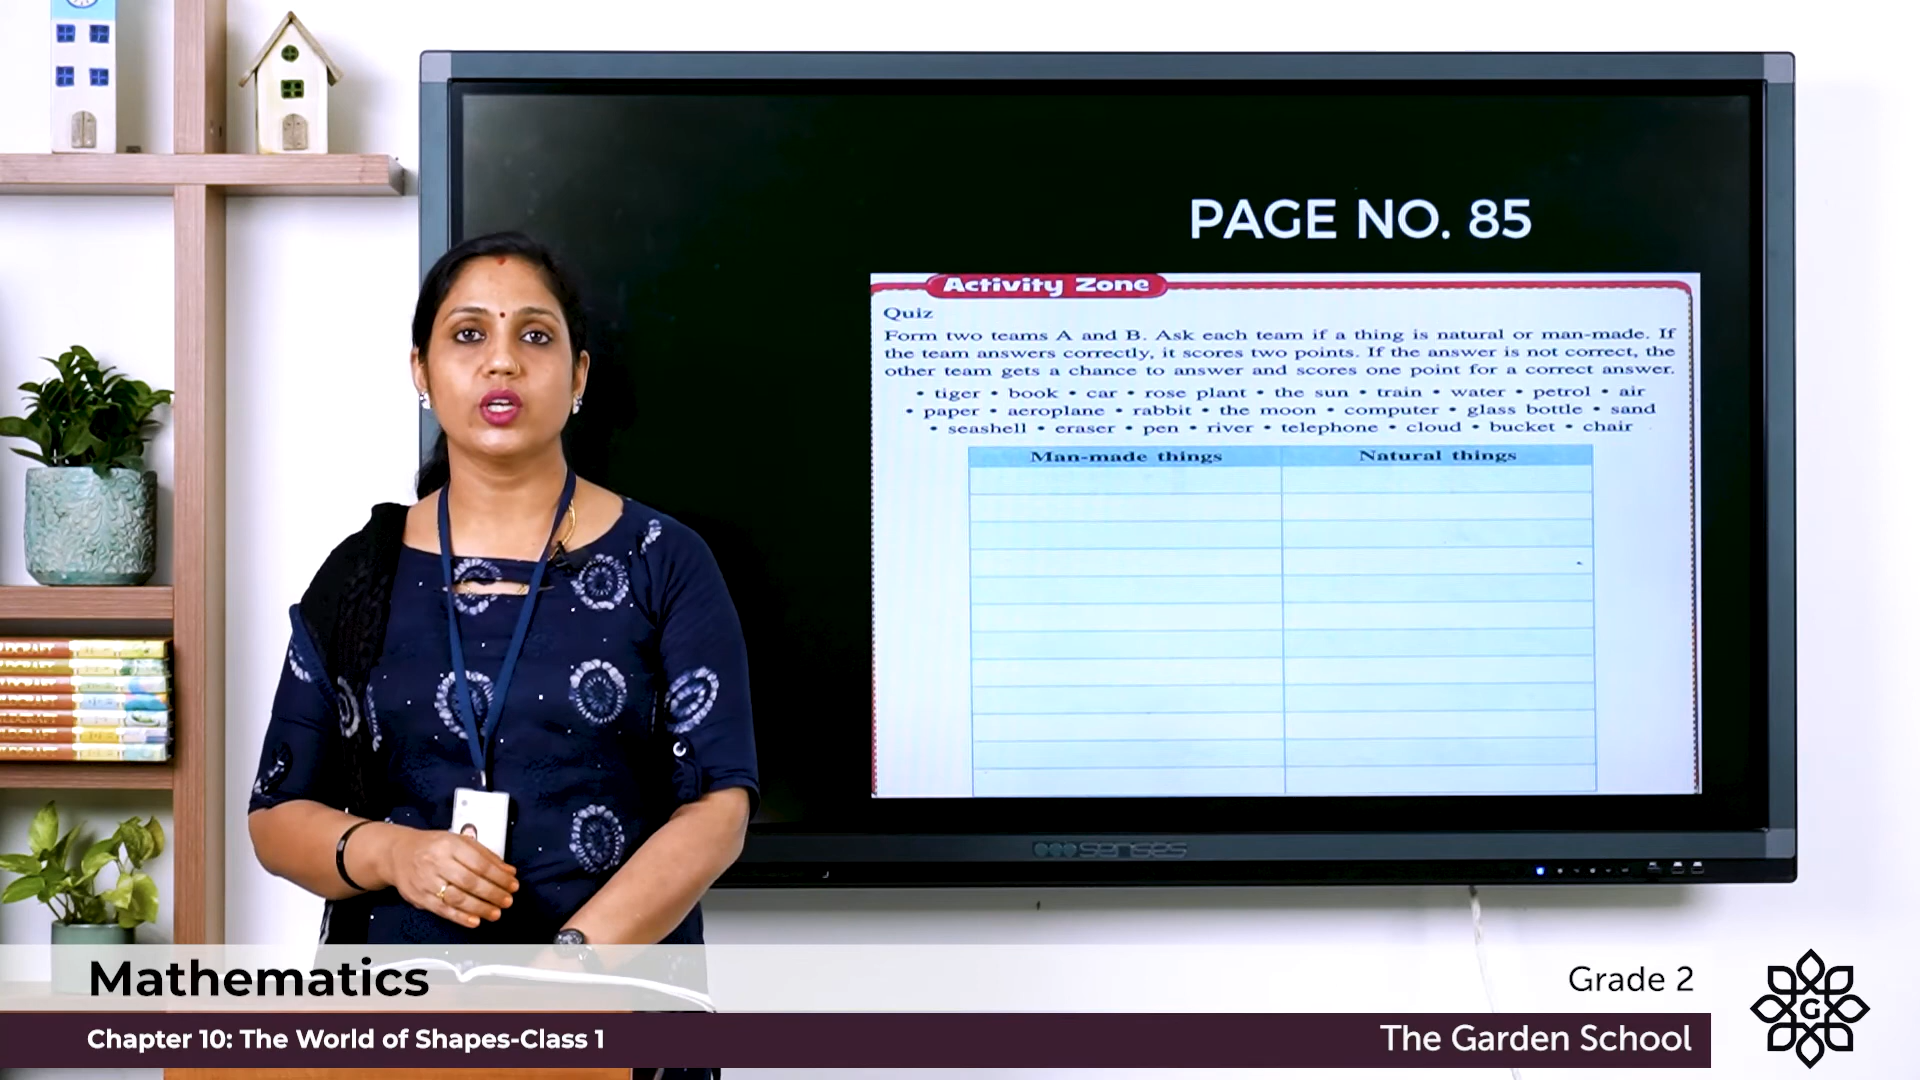 PAGE NO. 85
Activity Zone
Quiz
Form two teams A and B. Ask each team if a thing is natural or man-made. If
the team answers correctly, it scores two points. If the answer is not correct, the
other team gets a chance to answer and scores one point for a correct answer.
• tiger • book • car • rose plant • the sun • train • water • petrol • air
• paper • aeroplane • rabbit • the moon • computer • glass bottle • sand
• seashell • eraser • pen • river • telephone • cloud • bucket • chair
Man-made things Natural things
senses
Mathematics
Grade 2
Chapter 10: The World of Shapes-Class 1
The Garden School
G